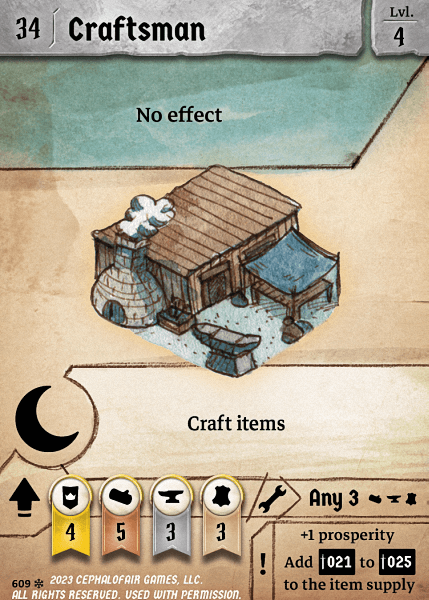 34 Craftsman
Lvl.
4
No effect
Craft items
4 5 3 3
Any 3
+1 prosperity
Add 021 to 025
to the item supply
!
609 2023 CEPHALOFAIR GAMES, LLC.
ALL RIGHTS RESERVED. USED WITH PERMISSION.